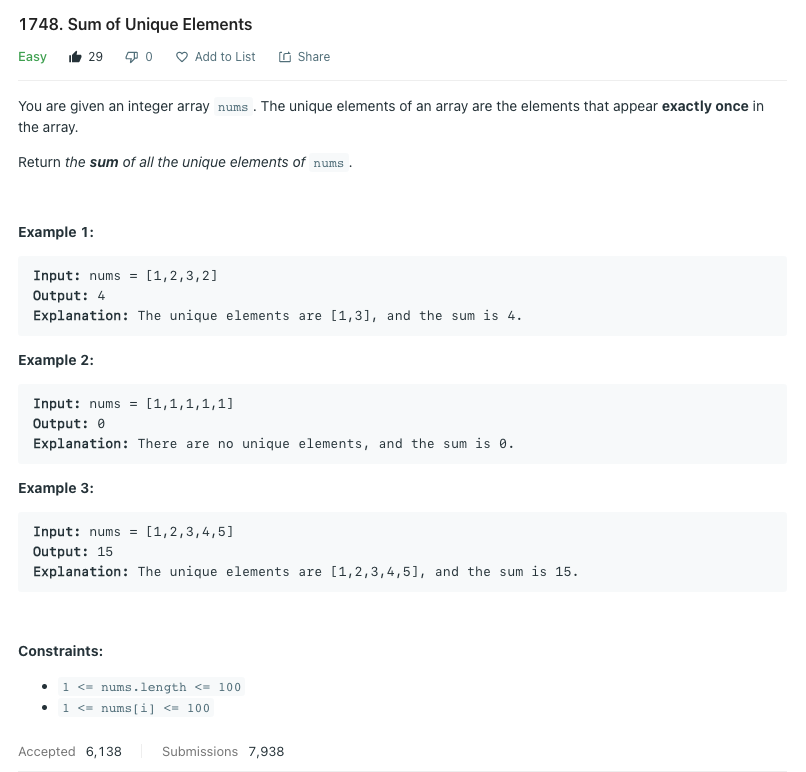 1748. Sum of Unique Elements
Easy 29 0 Add to List Share
You are given an integer array nums . The unique elements of an array are the elements that appear exactly once in
the array.
Return the sum of all the unique elements of nums .
Example 1:
Input: nums = [1,2,3,2]
Output: 4
Explanation: The unique elements are [1,3], and the sum is 4.
Example 2:
Input: nums = [1,1,1,1,1]
Output: 0
Explanation: There are no unique elements, and the sum is 0.
Example 3:
Input: nums = [1,2,3,4,5]
Output: 15
Explanation: The unique elements are [1,2,3,4,5], and the sum is 15.
Constraints:
• 1 <= nums.length <= 100
• 1 <= nums[i] <= 100
Accepted 6,138 Submissions 7,938